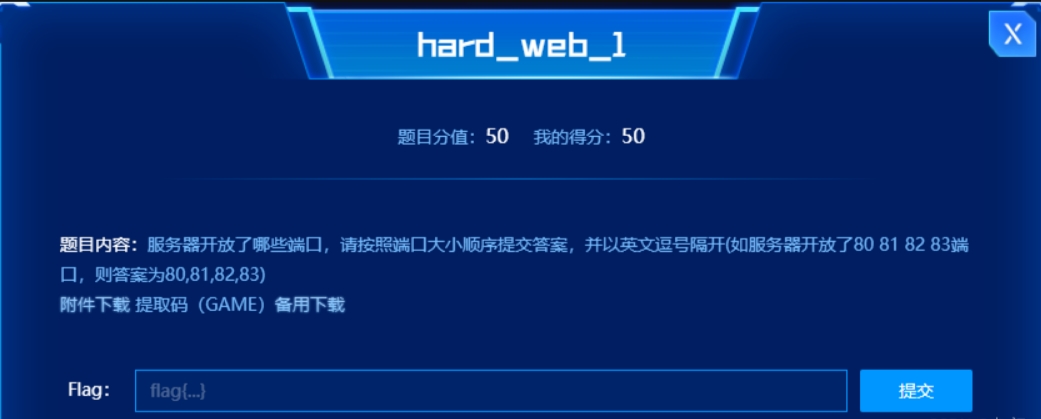 hard_web_1
X
题目分值：50 我的得分：50
题目内容：服务器开放了哪些端口，请按照端口大小顺序提交答案，并以英文逗号隔开(如服务器开放了80 81 82 83端
口，则答案为80,81,82,83)
附件下载 提取码（GAME）备用下载
Flag： flag{...} 提交